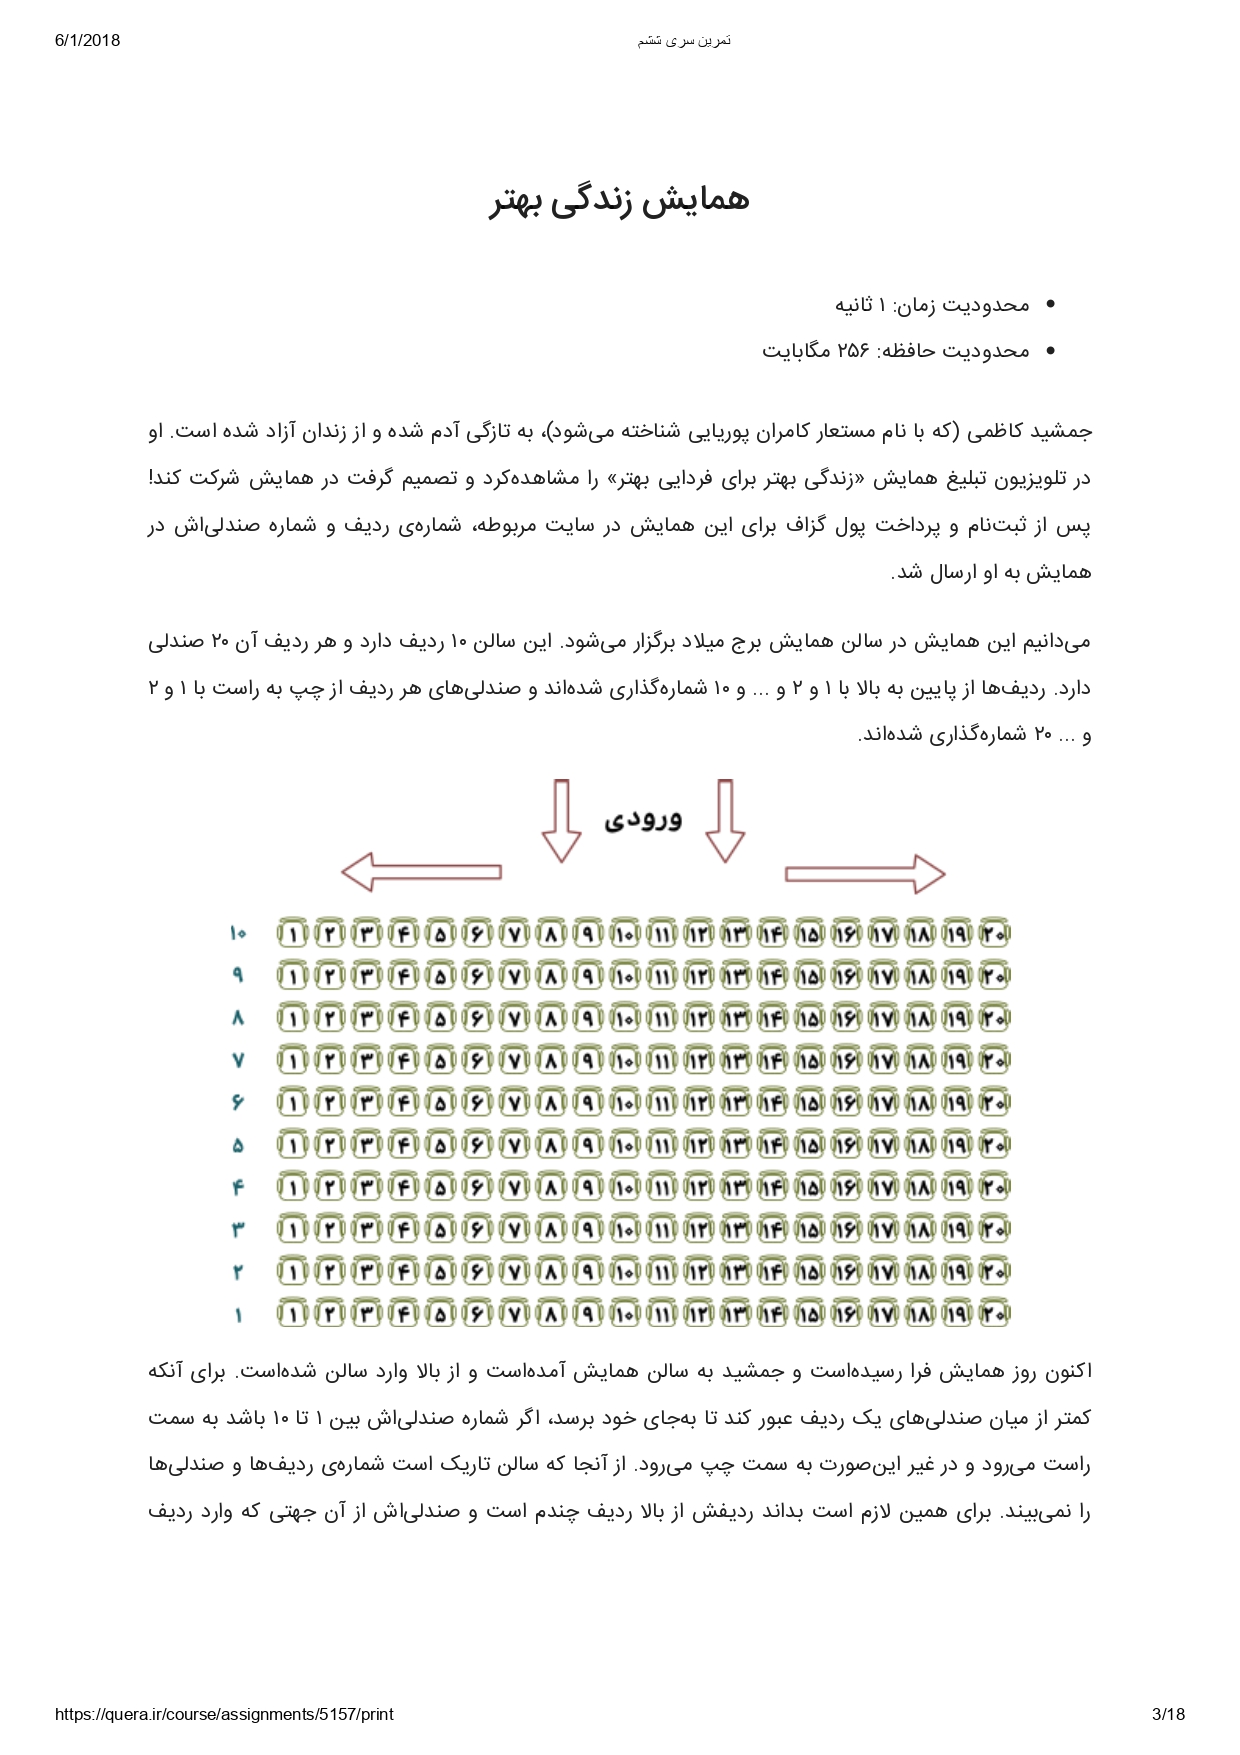 6/1/2018
تمرین سری ششم
همایش زندگی بهتر
• محدودیت زمان: ۱ ثانیه
• محدودیت حافظه: ۲۵۶ مگابایت
جمشید کاظمی (که با نام مستعار کامران پوریایی شناخته می‌شود)، به تازگی آدم شده و از زندان آزاد شده است. او
در تلویزیون تبلیغ همایش «زندگی بهتر برای فردایی بهتر» را مشاهده‌کرد و تصمیم گرفت در همایش شرکت کند!
پس از ثبت‌نام و پرداخت پول گزاف برای این همایش در سایت مربوطه، شماره‌ی ردیف و شماره صندلی‌اش در
همایش به او ارسال شد.
می‌دانیم این همایش در سالن همایش برج میلاد برگزار می‌شود. این سالن ۱۰ ردیف دارد و هر ردیف آن ۲۰ صندلی
دارد. ردیف‌ها از پایین به بالا با ۱ و ۲ و ... و ۱۰ شماره‌گذاری شده‌اند و صندلی‌های هر ردیف از چپ به راست با ۱ و ۲
و ... ۲۰ شماره‌گذاری شده‌اند.
ورودی
۱۰ ۱ ۲ ۳ ۴ ۵ ۶ ۷ ۸ ۹ ۱۰ ۱۱ ۱۲ ۱۳ ۱۴ ۱۵ ۱۶ ۱۷ ۱۸ ۱۹ ۲۰
۹ ۱ ۲ ۳ ۴ ۵ ۶ ۷ ۸ ۹ ۱۰ ۱۱ ۱۲ ۱۳ ۱۴ ۱۵ ۱۶ ۱۷ ۱۸ ۱۹ ۲۰
۸ ۱ ۲ ۳ ۴ ۵ ۶ ۷ ۸ ۹ ۱۰ ۱۱ ۱۲ ۱۳ ۱۴ ۱۵ ۱۶ ۱۷ ۱۸ ۱۹ ۲۰
۷ ۱ ۲ ۳ ۴ ۵ ۶ ۷ ۸ ۹ ۱۰ ۱۱ ۱۲ ۱۳ ۱۴ ۱۵ ۱۶ ۱۷ ۱۸ ۱۹ ۲۰
۶ ۱ ۲ ۳ ۴ ۵ ۶ ۷ ۸ ۹ ۱۰ ۱۱ ۱۲ ۱۳ ۱۴ ۱۵ ۱۶ ۱۷ ۱۸ ۱۹ ۲۰
۵ ۱ ۲ ۳ ۴ ۵ ۶ ۷ ۸ ۹ ۱۰ ۱۱ ۱۲ ۱۳ ۱۴ ۱۵ ۱۶ ۱۷ ۱۸ ۱۹ ۲۰
۴ ۱ ۲ ۳ ۴ ۵ ۶ ۷ ۸ ۹ ۱۰ ۱۱ ۱۲ ۱۳ ۱۴ ۱۵ ۱۶ ۱۷ ۱۸ ۱۹ ۲۰
۳ ۱ ۲ ۳ ۴ ۵ ۶ ۷ ۸ ۹ ۱۰ ۱۱ ۱۲ ۱۳ ۱۴ ۱۵ ۱۶ ۱۷ ۱۸ ۱۹ ۲۰
۲ ۱ ۲ ۳ ۴ ۵ ۶ ۷ ۸ ۹ ۱۰ ۱۱ ۱۲ ۱۳ ۱۴ ۱۵ ۱۶ ۱۷ ۱۸ ۱۹ ۲۰
۱ ۱ ۲ ۳ ۴ ۵ ۶ ۷ ۸ ۹ ۱۰ ۱۱ ۱۲ ۱۳ ۱۴ ۱۵ ۱۶ ۱۷ ۱۸ ۱۹ ۲۰
اکنون روز همایش فرا رسیده‌است و جمشید به سالن همایش آمده‌است و از بالا وارد سالن شده‌است. برای آنکه
کمتر از میان صندلی‌های یک ردیف عبور کند تا به‌جای خود برسد، اگر شماره صندلی‌اش بین ۱ تا ۱۰ باشد به سمت
راست می‌رود و در غیر این‌صورت به سمت چپ می‌رود. از آنجا که سالن تاریک است شماره‌ی ردیف‌ها و صندلی‌ها
را نمی‌بیند. برای همین لازم است بداند ردیفش از بالا ردیف چندم است و صندلی‌اش از آن جهتی که وارد ردیف
https://quera.ir/course/assignments/5157/print
3/18